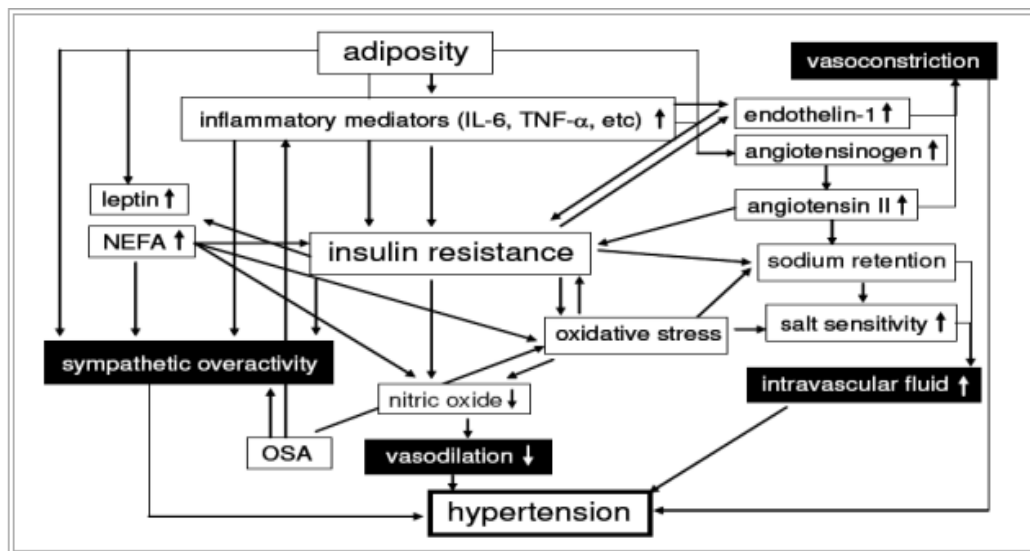 adiposity
vasoconstriction
inflammatory mediators (IL-6, TNF-α, etc) ↑
endothelin-1 ↑
angiotensinogen ↑
leptin ↑
angiotensin II ↑
NEFA ↑
insulin resistance
sodium retention
oxidative stress
salt sensitivity ↑
sympathetic overactivity
intravascular fluid ↑
nitric oxide ↓
OSA
vasodilation ↓
hypertension